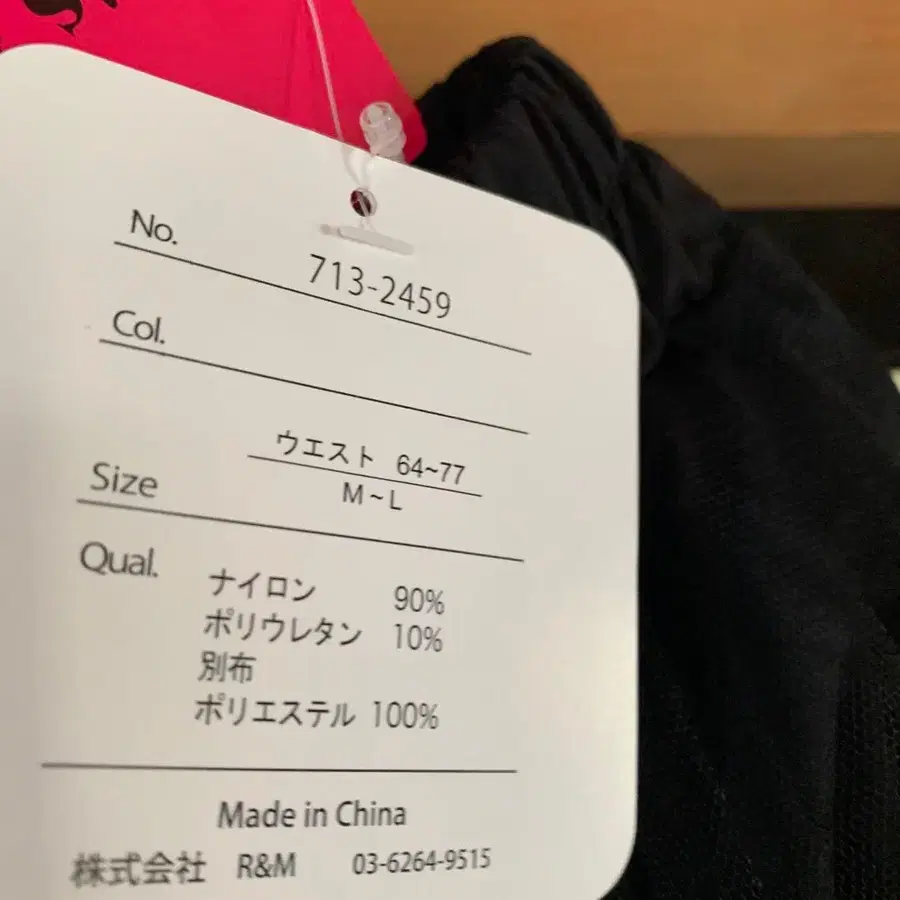 No. 713-2459
Col.
ウエスト 64~77
Size M~L
Qual. ナイロン 90%
ポリウレタン 10%
別布
ポリエステル 100%
Made in China
株式会社 R&M 03-6264-9515